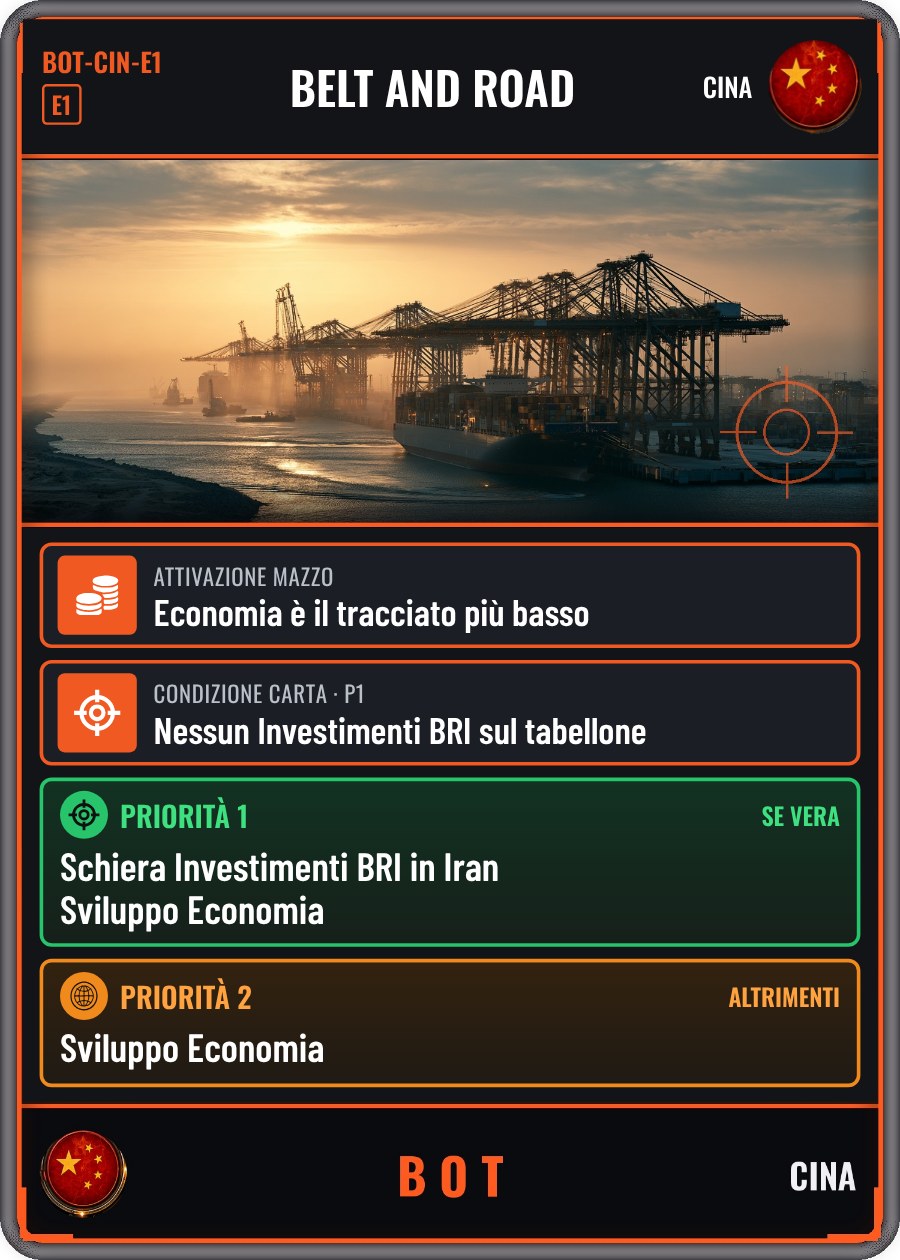 BOT-CIN-E1
E1
BELT AND ROAD
CINA
ATTIVAZIONE MAZZO
Economia è il tracciato più basso
CONDIZIONE CARTA · P1
Nessun Investimenti BRI sul tabellone
PRIORITÀ 1
SE VERA
Schiera Investimenti BRI in Iran
Sviluppo Economia
PRIORITÀ 2
ALTRIMENTI
Sviluppo Economia
BOT
CINA